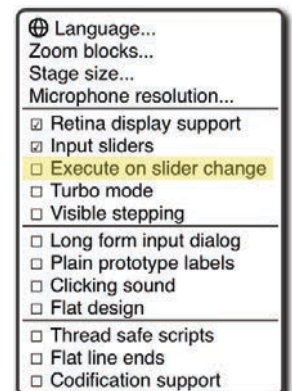 Language...
Zoom blocks...
Stage size...
Microphone resolution...
☑ Retina display support
☑ Input sliders
☐ Execute on slider change
☐ Turbo mode
☐ Visible stepping
☐ Long form input dialog
☐ Plain prototype labels
☐ Clicking sound
☐ Flat design
☐ Thread safe scripts
☐ Flat line ends
☐ Codification support